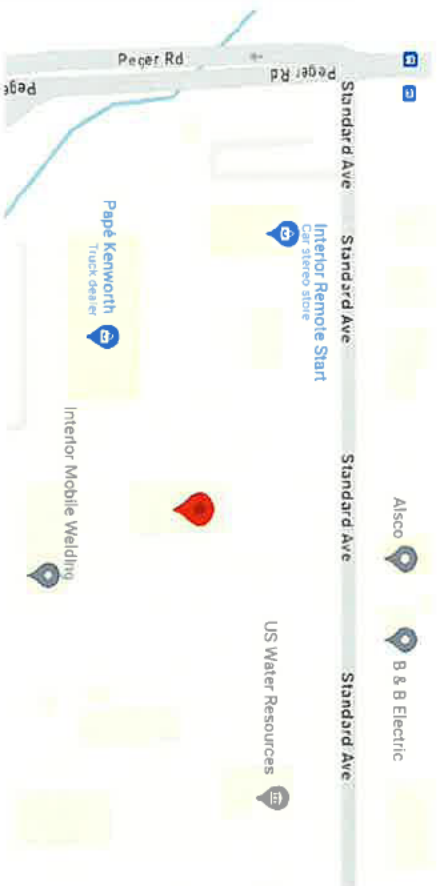 Peger Rd
Peger Rd
Peger
Standard Ave
Standard Ave
Standard Ave
Standard Ave
Interior Remote Start
Car stereo store
Papé Kenworth
Truck dealer
Interior Mobile Welding
Alsco
B & B Electric
US Water Resources